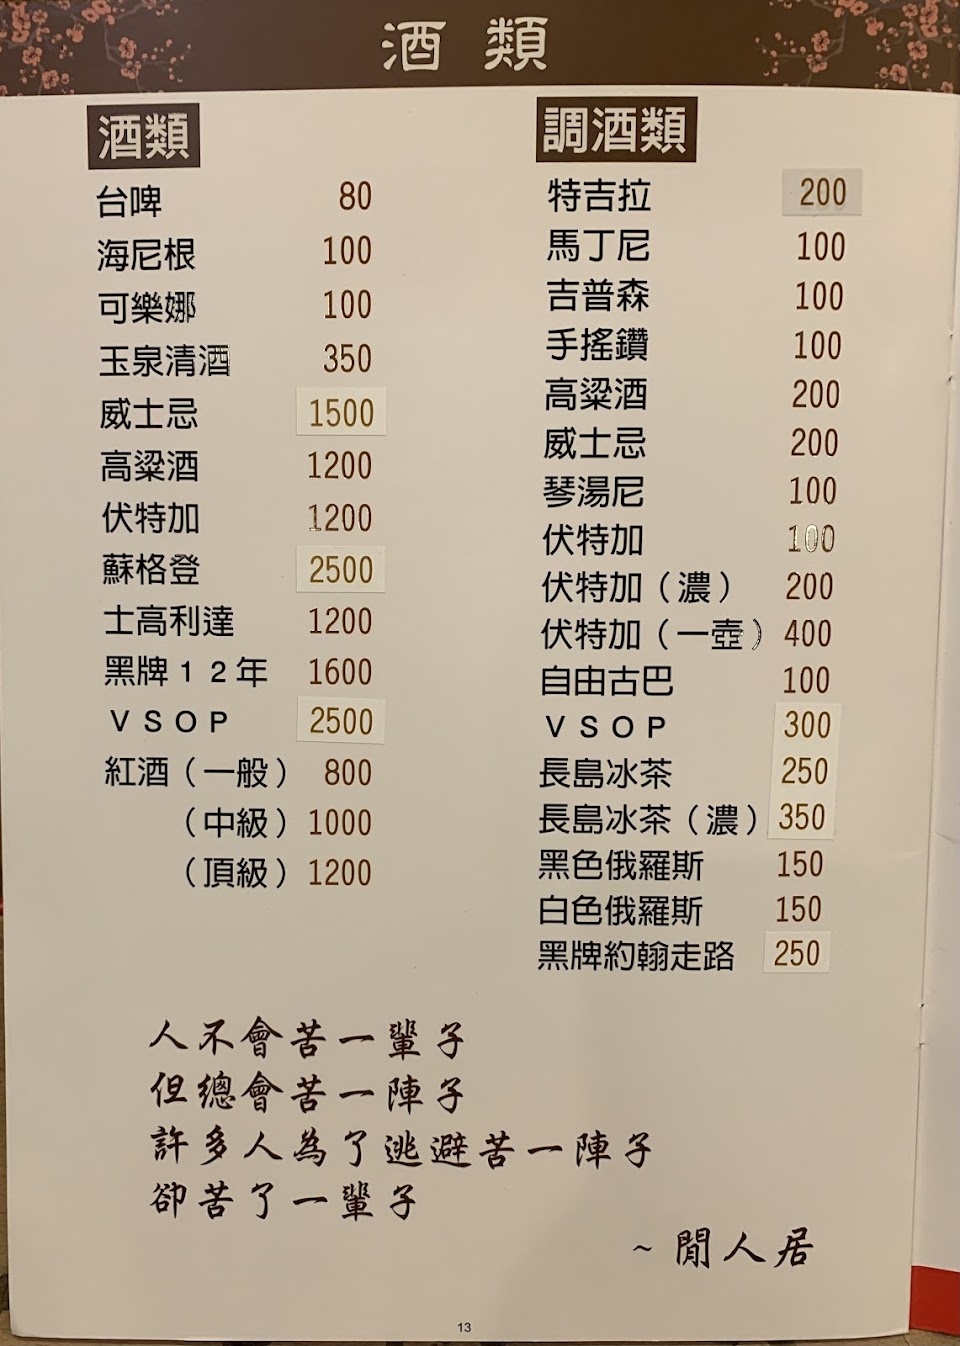 酒類
酒類
台啤 80
海尼根 100
可樂娜 100
玉泉清酒 350
威士忌 1500
高粱酒 1200
伏特加 1200
蘇格登 2500
士高利達 1200
黑牌12年 1600
VSOP 2500
紅酒（一般） 800
（中級） 1000
（頂級） 1200
調酒類
特吉拉 200
馬丁尼 100
吉普森 100
手搖鑽 100
高粱酒 200
威士忌 200
琴湯尼 100
伏特加 100
伏特加（濃） 200
伏特加（一壺） 400
自由古巴 100
VSOP 300
長島冰茶 250
長島冰茶（濃） 350
黑色俄羅斯 150
白色俄羅斯 150
黑牌約翰走路 250
人不會苦一輩子
但總會苦一陣子
許多人為了逃避苦一陣子
卻苦了一輩子
~閒人居
13